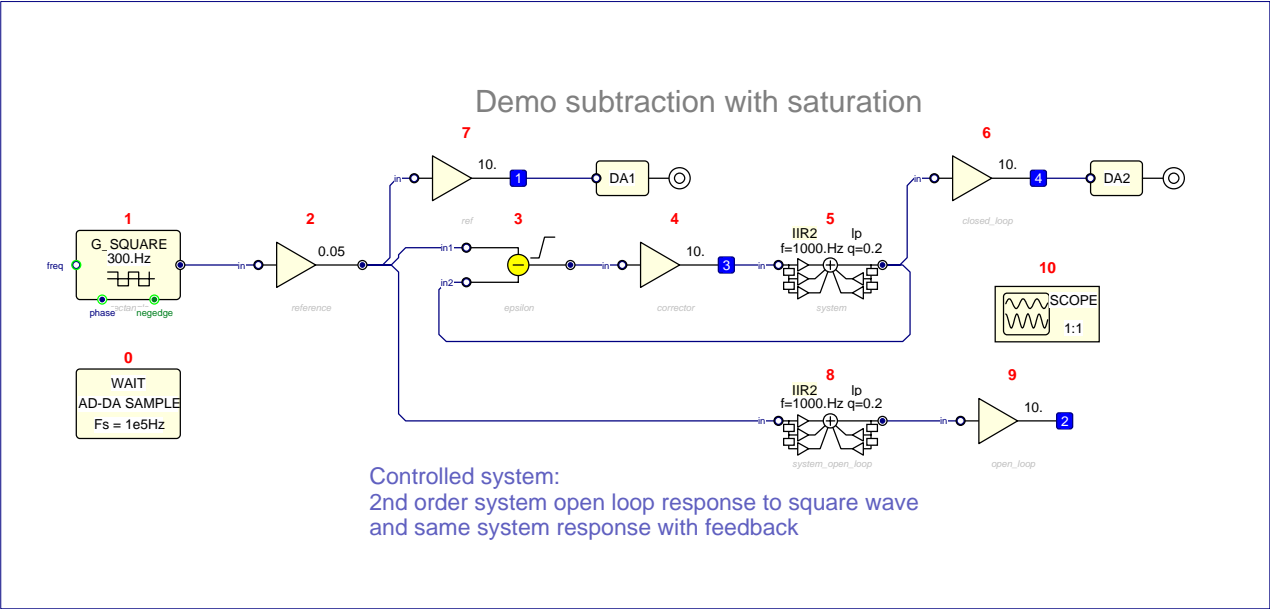 Demo subtraction with saturation
7
6
in
10.
1
DA1
in
10.
4
DA2
ref
closed_loop
1
2
3
4
5
G_SQUARE
300.Hz
freq
phase
negedge
in
0.05
reference
in1
in2
epsilon
in
10.
3
corrector
in
IIR2 lp
f=1000.Hz q=0.2
system
10
SCOPE
1:1
0
WAIT
AD-DA SAMPLE
Fs = 1e5Hz
8
9
in
IIR2 lp
f=1000.Hz q=0.2
system_open_loop
in
10.
2
open_loop
Controlled system:
2nd order system open loop response to square wave
and same system response with feedback